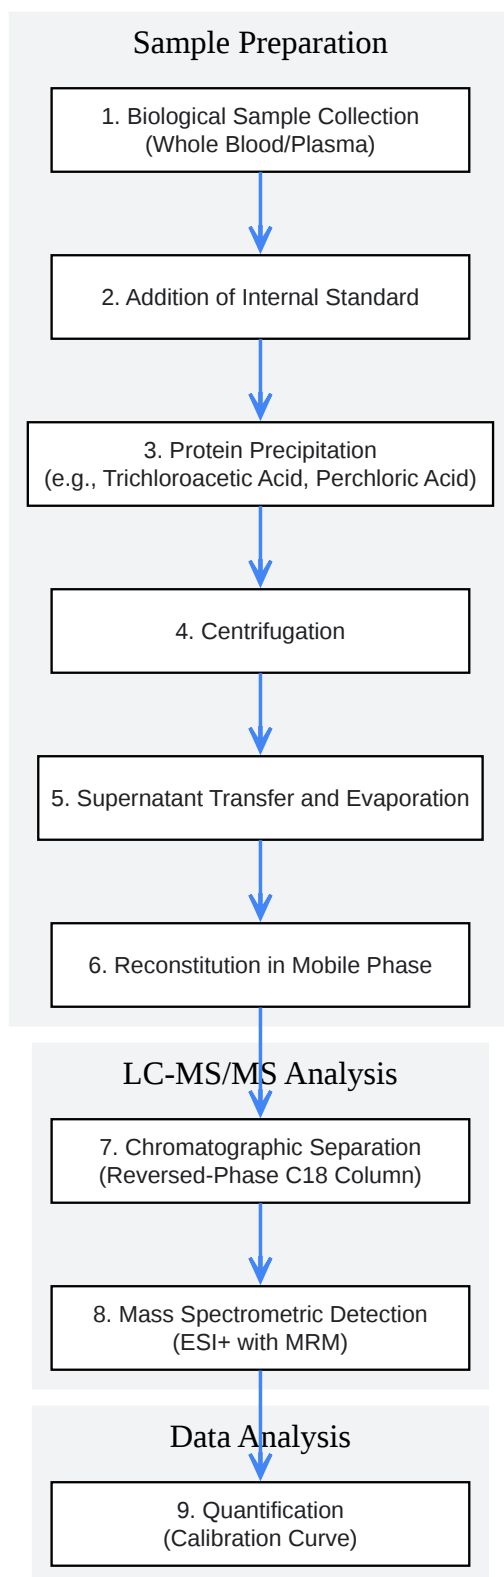 Sample Preparation
1. Biological Sample Collection
(Whole Blood/Plasma)
2. Addition of Internal Standard
3. Protein Precipitation
(e.g., Trichloroacetic Acid, Perchloric Acid)
4. Centrifugation
5. Supernatant Transfer and Evaporation
6. Reconstitution in Mobile Phase
LC-MS/MS Analysis
7. Chromatographic Separation
(Reversed-Phase C18 Column)
8. Mass Spectrometric Detection
(ESI+ with MRM)
Data Analysis
9. Quantification
(Calibration Curve)